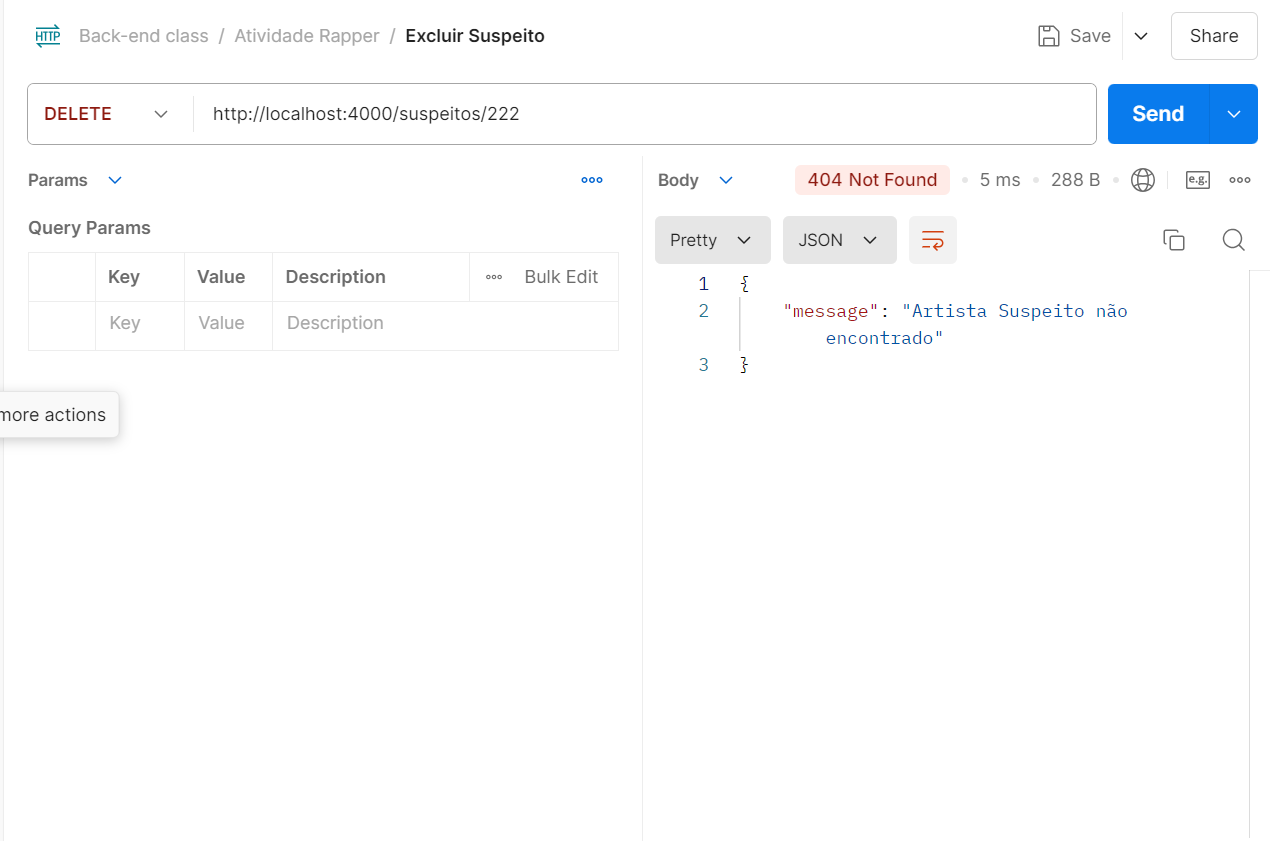 HTTP Back-end class / Atividade Rapper / Excluir Suspeito Save Share
DELETE http://localhost:4000/suspeitos/222 Send
Params Body 404 Not Found 5 ms 288 B e.g.
Query Params
Pretty JSON
Key Value Description Bulk Edit
Key Value Description
1 {
2 "message": "Artista Suspeito não
encontrado"
3 }
more actions